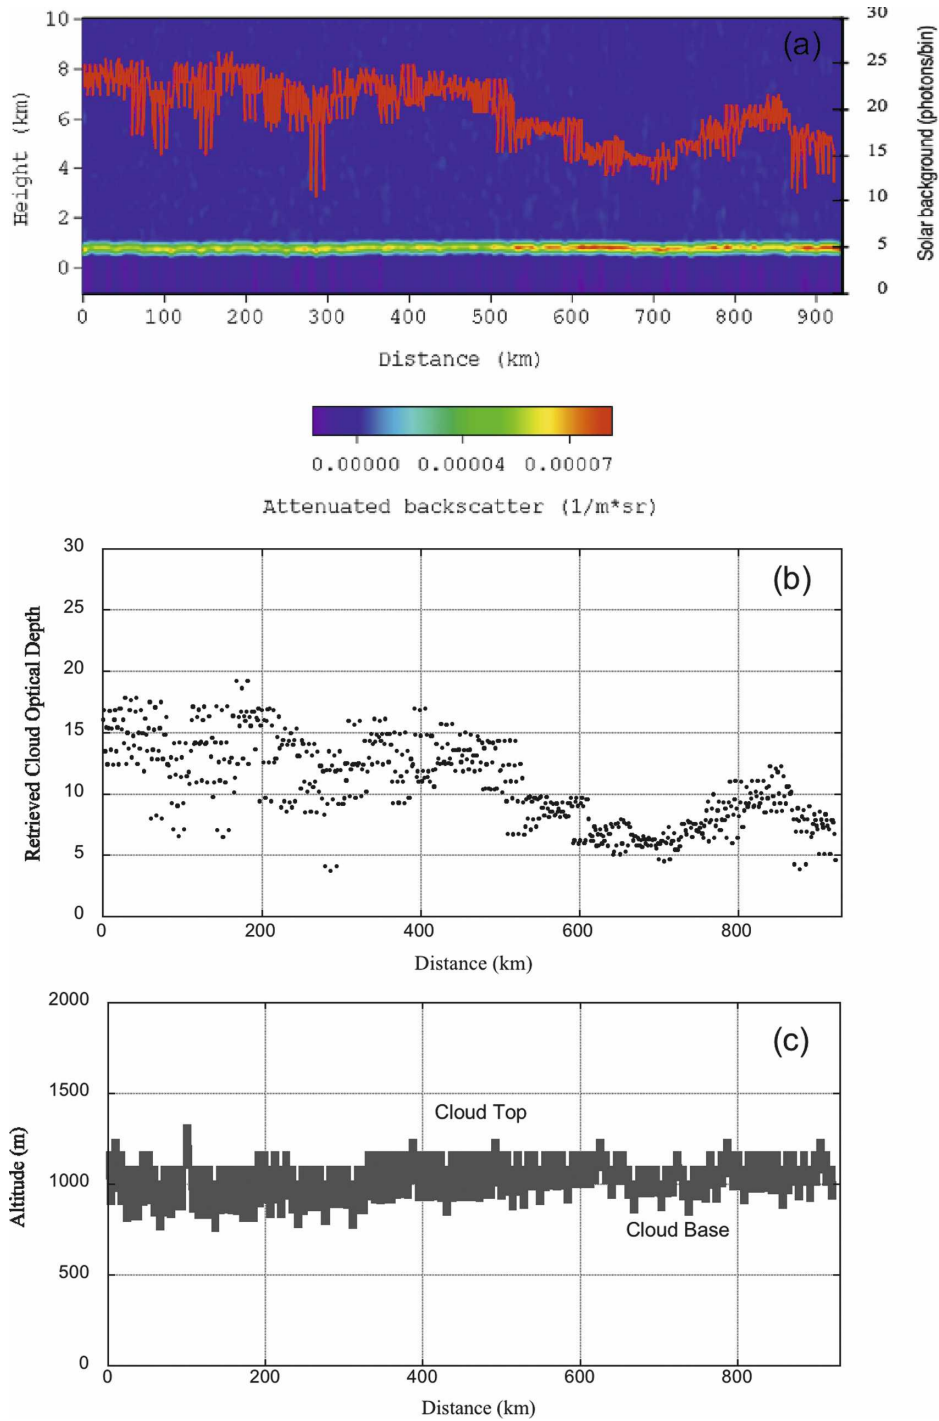 10
8
6
4
2
0
Height (km)
(a)
30
25
20
15
10
5
0
Solar background (photons/bin)
0 100 200 300 400 500 600 700 800 900
Distance (km)
0.00000 0.00004 0.00007
Attenuated backscatter (1/m*sr)
30
25
20
15
10
5
0
Retrieved Cloud Optical Depth
(b)
0 200 400 600 800
Distance (km)
2000
1500
1000
500
0
Altitude (m)
(c)
Cloud Top
Cloud Base
0 200 400 600 800
Distance (km)